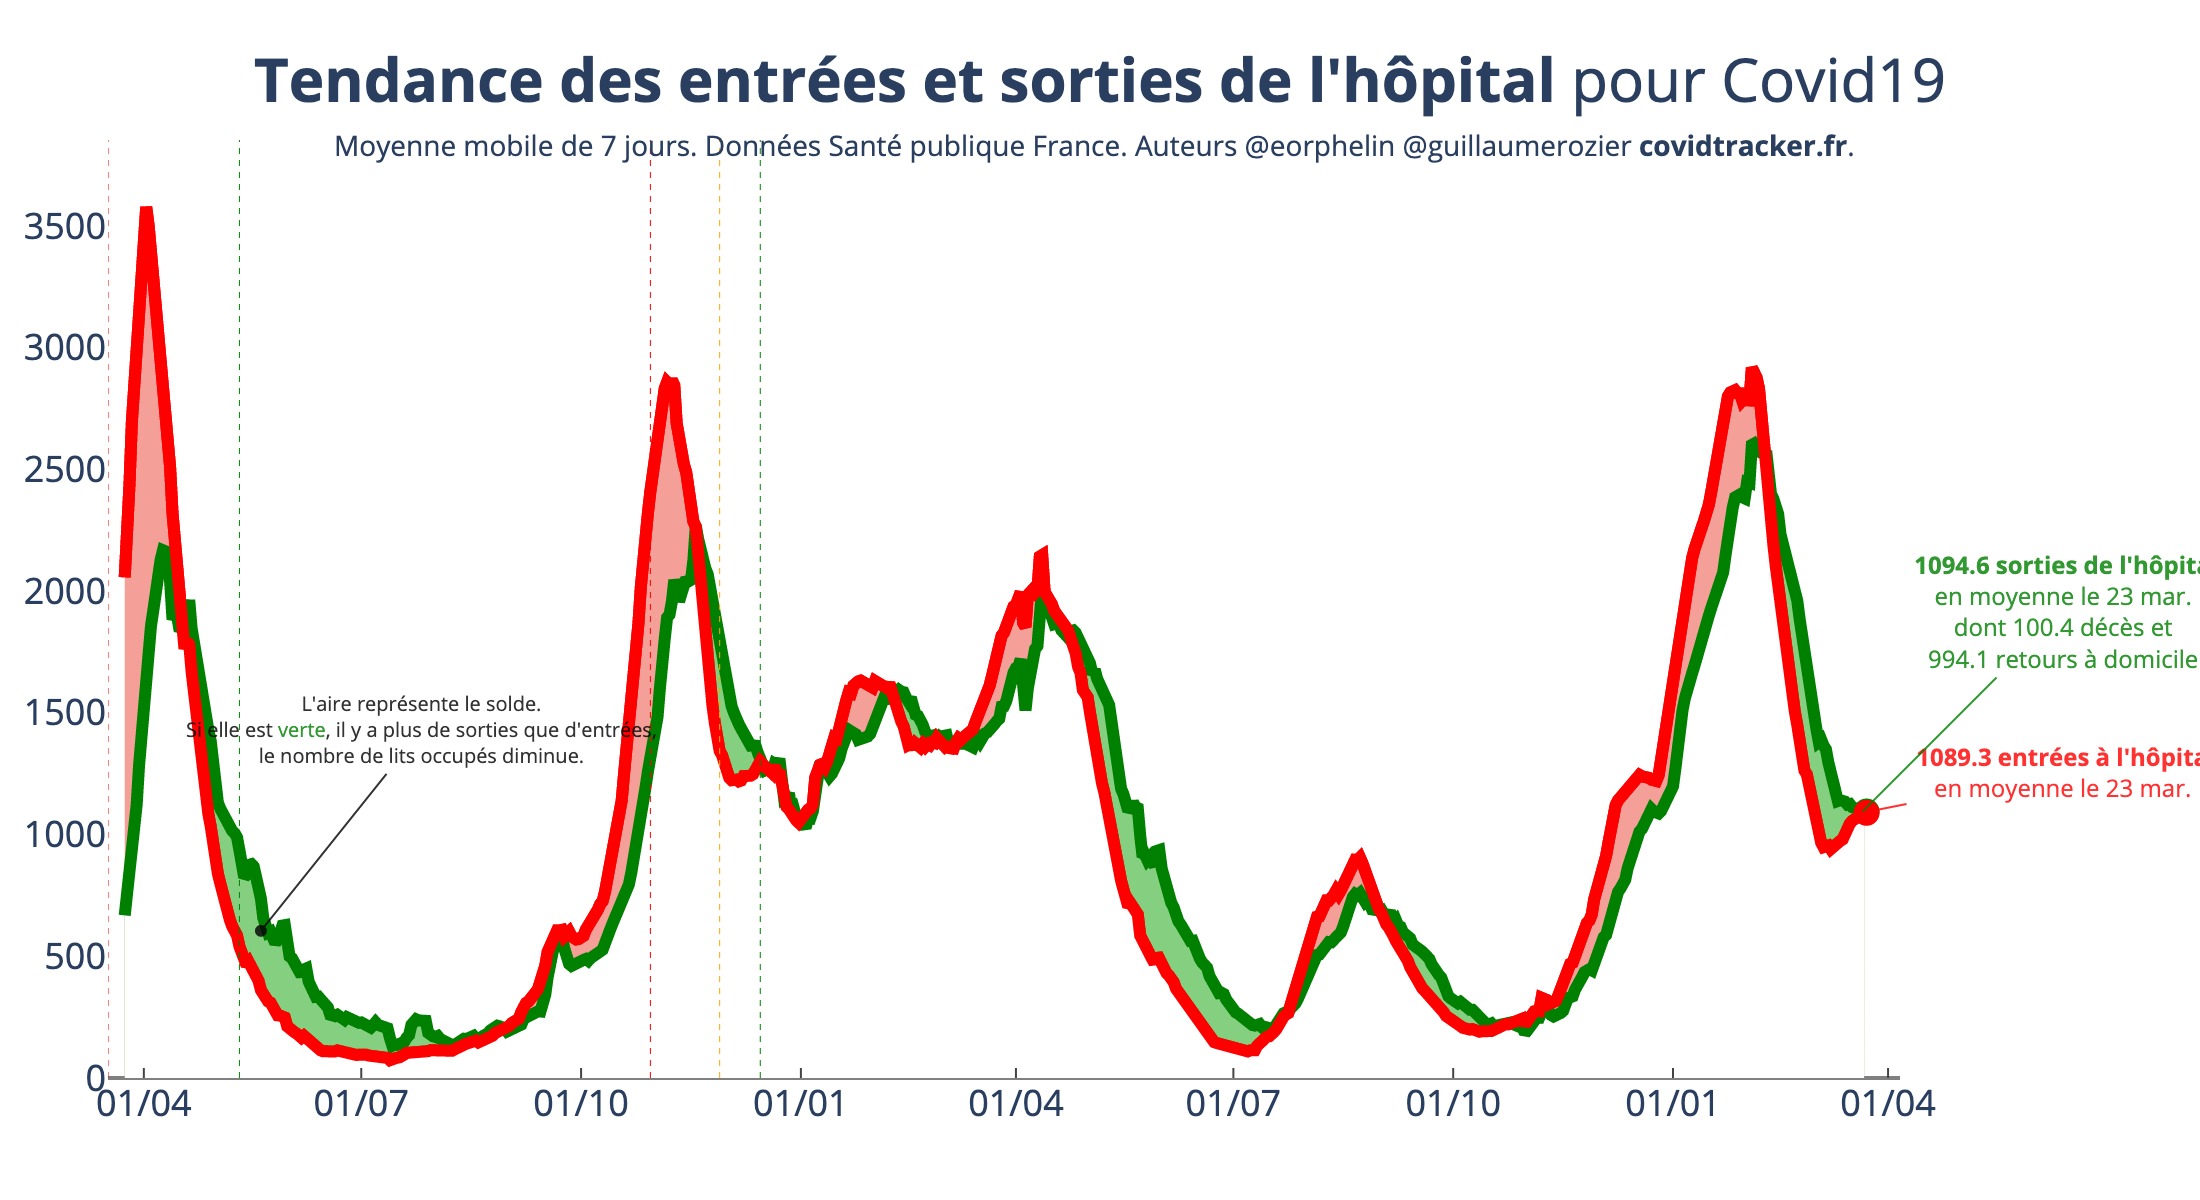 Tendance des entrées et sorties de l'hôpital pour Covid19
Moyenne mobile de 7 jours. Données Santé publique France. Auteurs @eorphelin @guillaumerozier covidtracker.fr.
3500
3000
2500
2000
1500
1000
500
0
L'aire représente le solde.
Si elle est verte, il y a plus de sorties que d'entrées,
le nombre de lits occupés diminue.
1094.6 sorties de l'hôpita
en moyenne le 23 mar.
dont 100.4 décès et
994.1 retours à domicile
1089.3 entrées à l'hôpita
en moyenne le 23 mar.
01/04 01/07 01/10 01/01 01/04 01/07 01/10 01/01 01/04